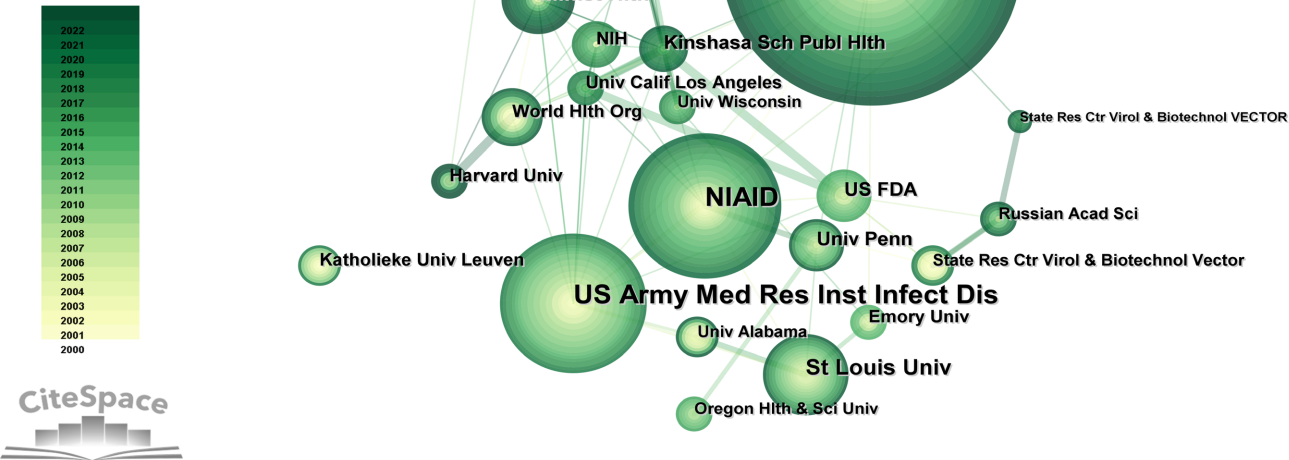 2022
2021
2020
2019
2018
2017
2016
2015
2014
2013
2012
2011
2010
2009
2008
2007
2006
2005
2004
2003
2002
2001
2000
CiteSpace
NIH
Kinshasa Sch Publ Hlth
Univ Calif Los Angeles
Univ Wisconsin
World Hlth Org
State Res Ctr Virol & Biotechnol VECTOR
Harvard Univ
NIAID
US FDA
Russian Acad Sci
Univ Penn
Katholieke Univ Leuven
State Res Ctr Virol & Biotechnol Vector
US Army Med Res Inst Infect Dis
Emory Univ
Univ Alabama
St Louis Univ
Oregon Hlth & Sci Univ